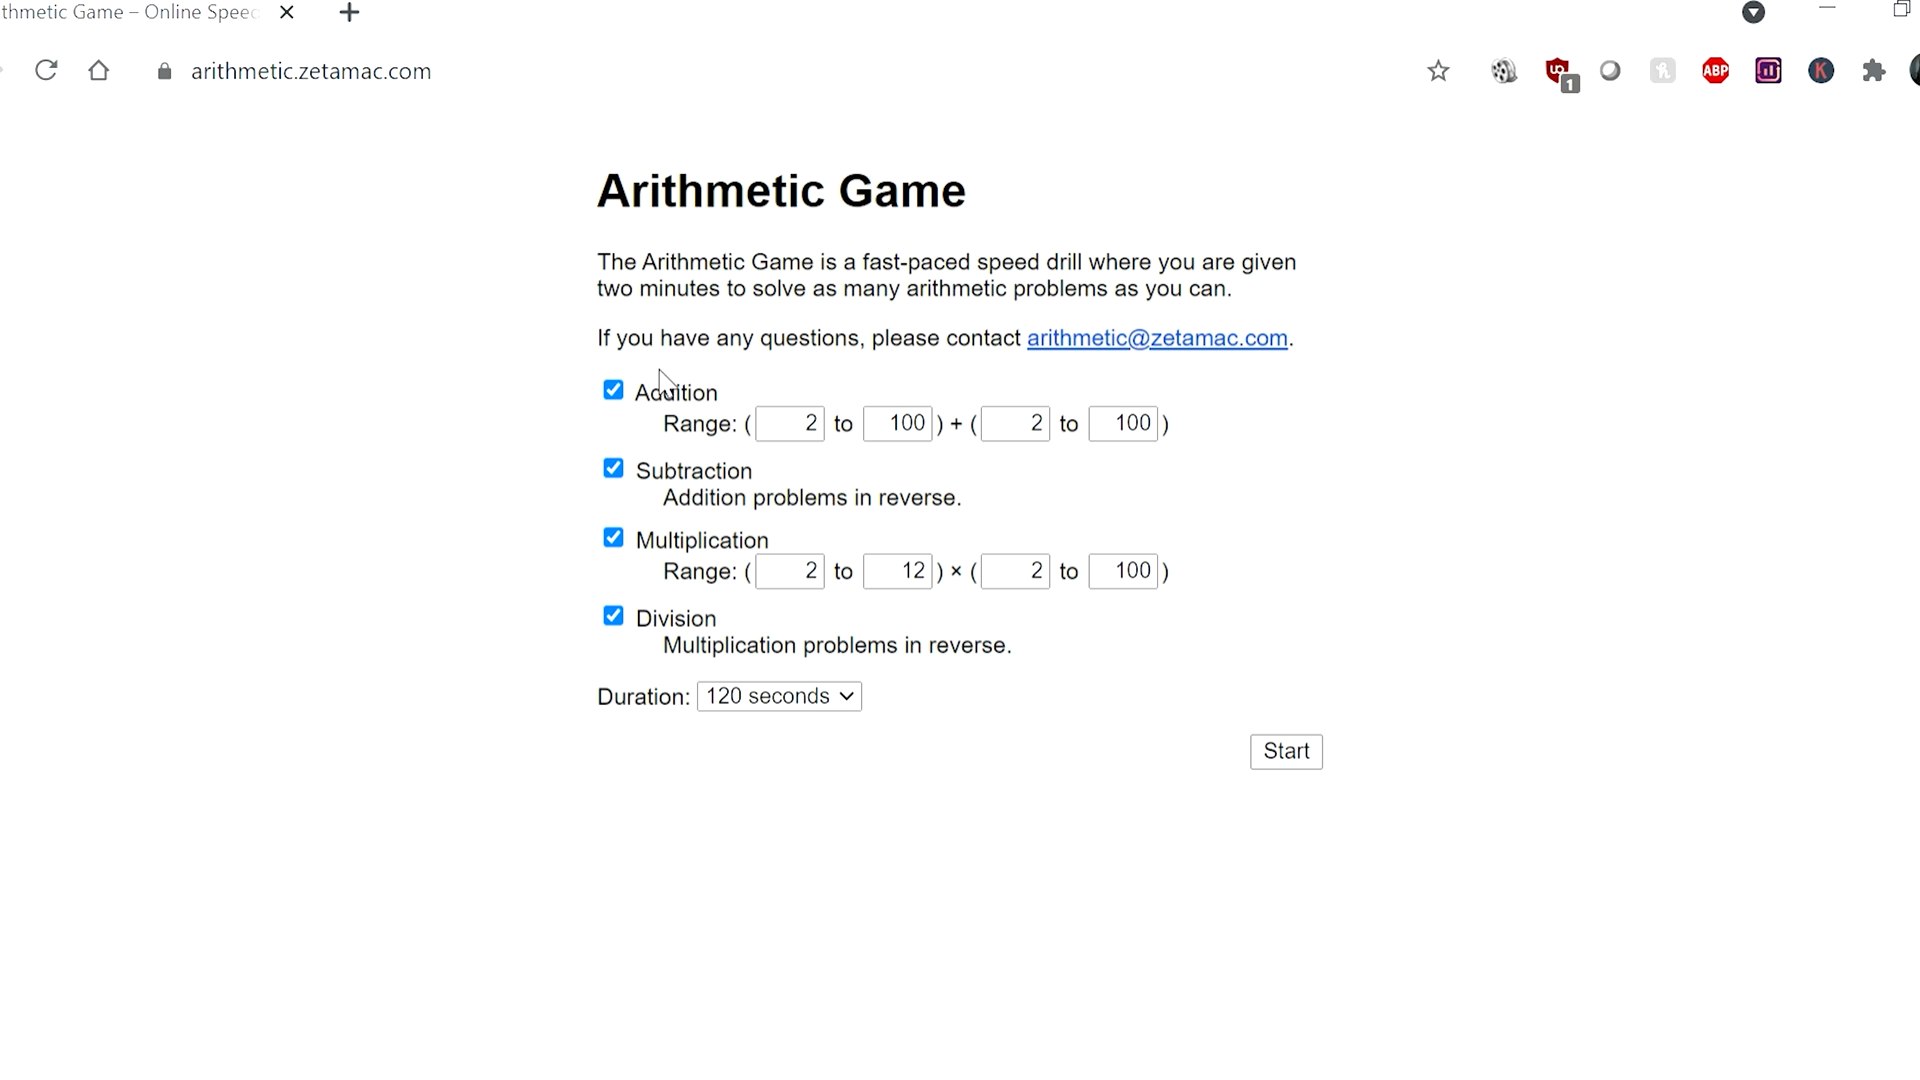 thmetic Game – Online Speec
arithmetic.zetamac.com
1
ABP
K
Arithmetic Game
The Arithmetic Game is a fast-paced speed drill where you are given
two minutes to solve as many arithmetic problems as you can.
If you have any questions, please contact arithmetic@zetamac.com.
Addition
Range: ( 2 to 100 ) + ( 2 to 100 )
Subtraction
Addition problems in reverse.
Multiplication
Range: ( 2 to 12 ) × ( 2 to 100 )
Division
Multiplication problems in reverse.
Duration: 120 seconds
Start